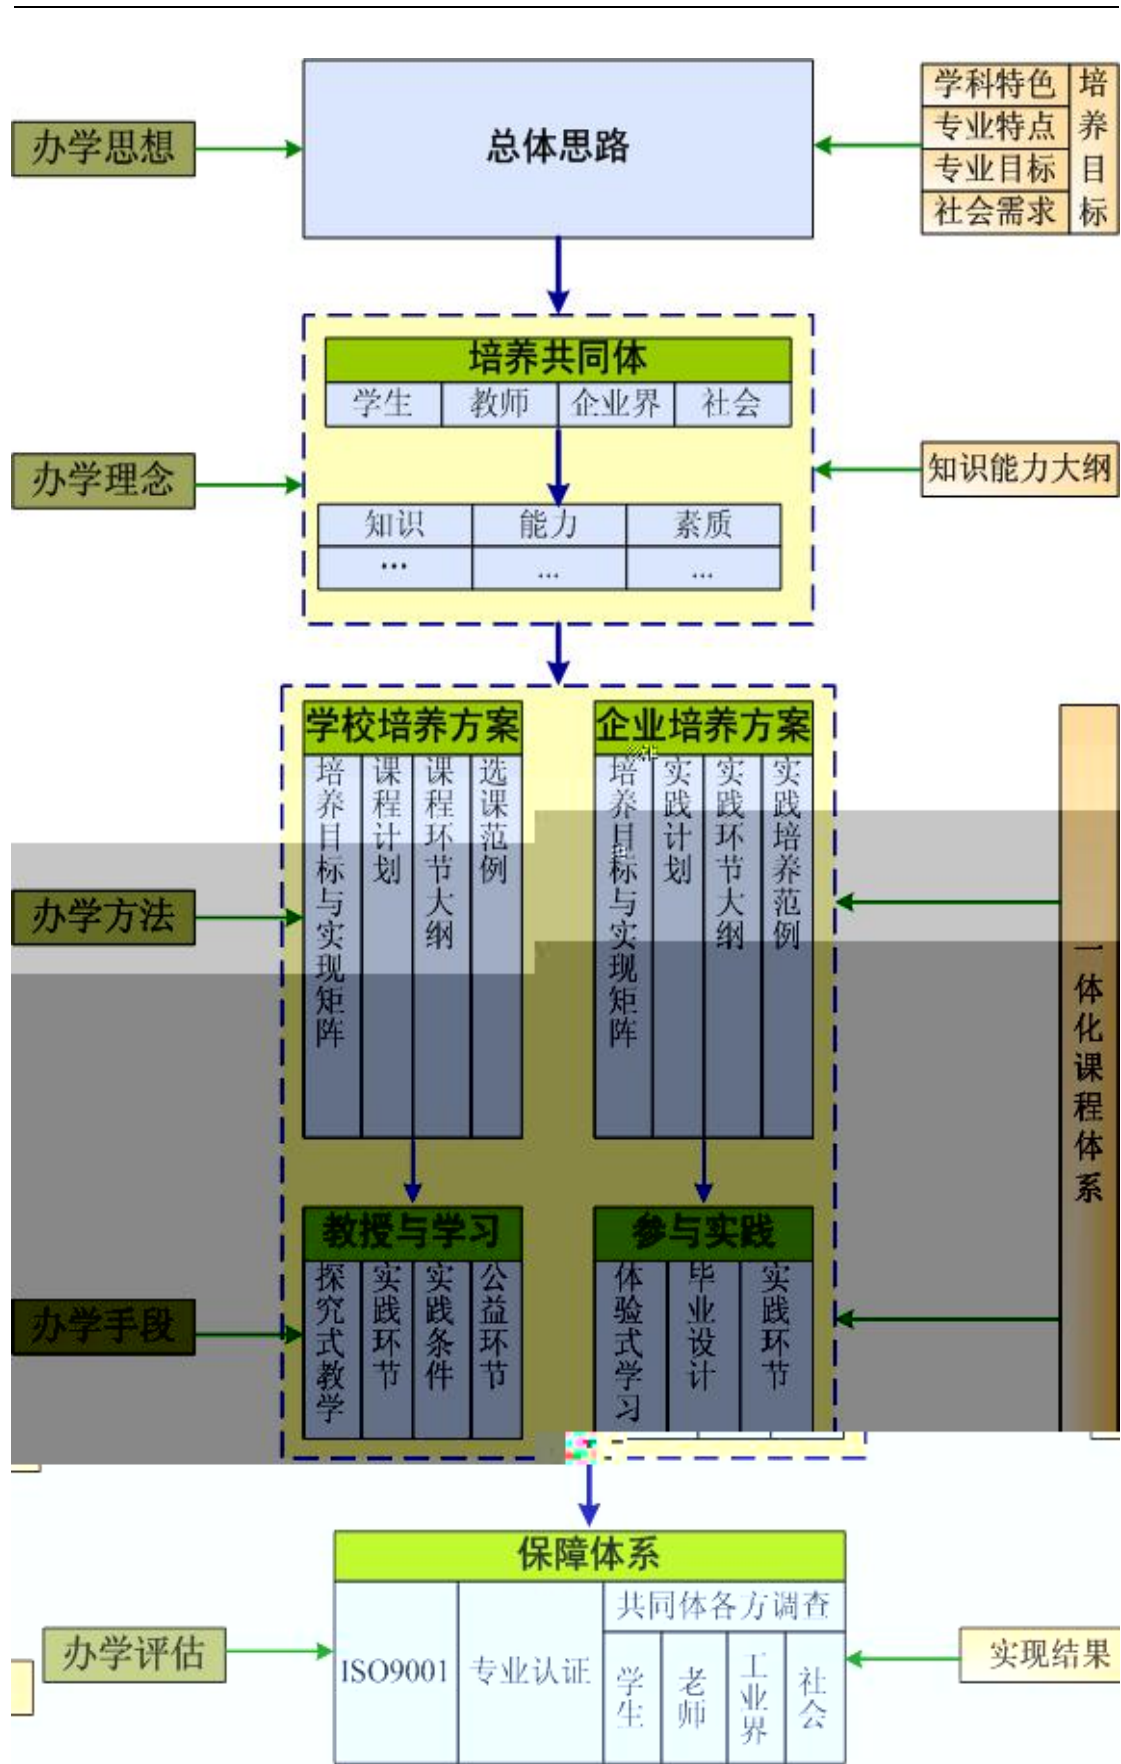 办学思想
总体思路
学科特色
专业特点
专业目标
社会需求
培养目标
培养共同体
学生 教师 企业界 社会
办学理念
知识能力大纲
知识 能力 素质
... ... ...
学校培养方案
培养目标与实现矩阵
课程计划
课程环节大纲
选课范例
企业培养方案
培养目标与实现矩阵
实践计划
实践环节大纲
实践培养范例
办学方法
一体化课程体系
教授与学习
探究式教学
实践环节
实践条件
公益环节
参与实践
体验式学习
毕业设计
实践环节
办学手段
保障体系
办学评估
ISO9001
专业认证
共同体各方调查
学生
老师
工业界
社会
实现结果